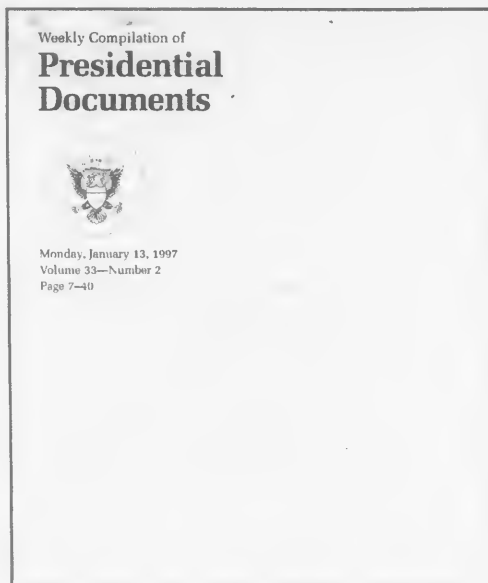 Weekly Compilation of
Presidential
Documents
Monday, January 13, 1997
Volume 33—Number 2
Page 7–40